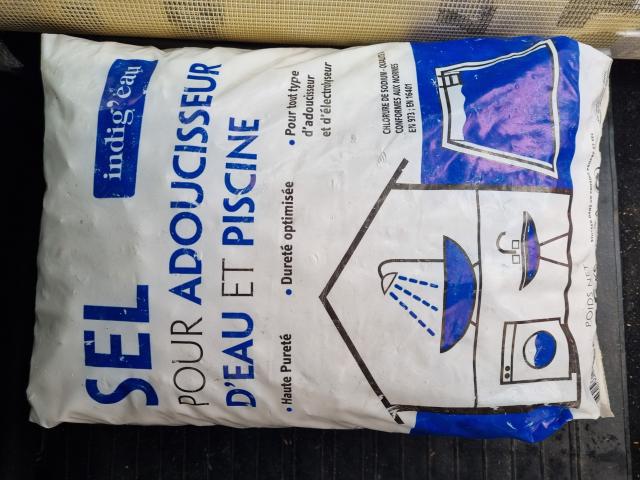 indig'eau
SEL
POUR ADOUCISSEUR
D'EAU ET PISCINE
• Haute Pureté
• Dureté optimisée
• Pour tout type
d'adoucisseur
et d'électrolyseur
CHLORURE DE SODIUM - QUALITÉ A
CONFORMES AUX NORMES
EN 973 ; EN 16401
POIDS NET